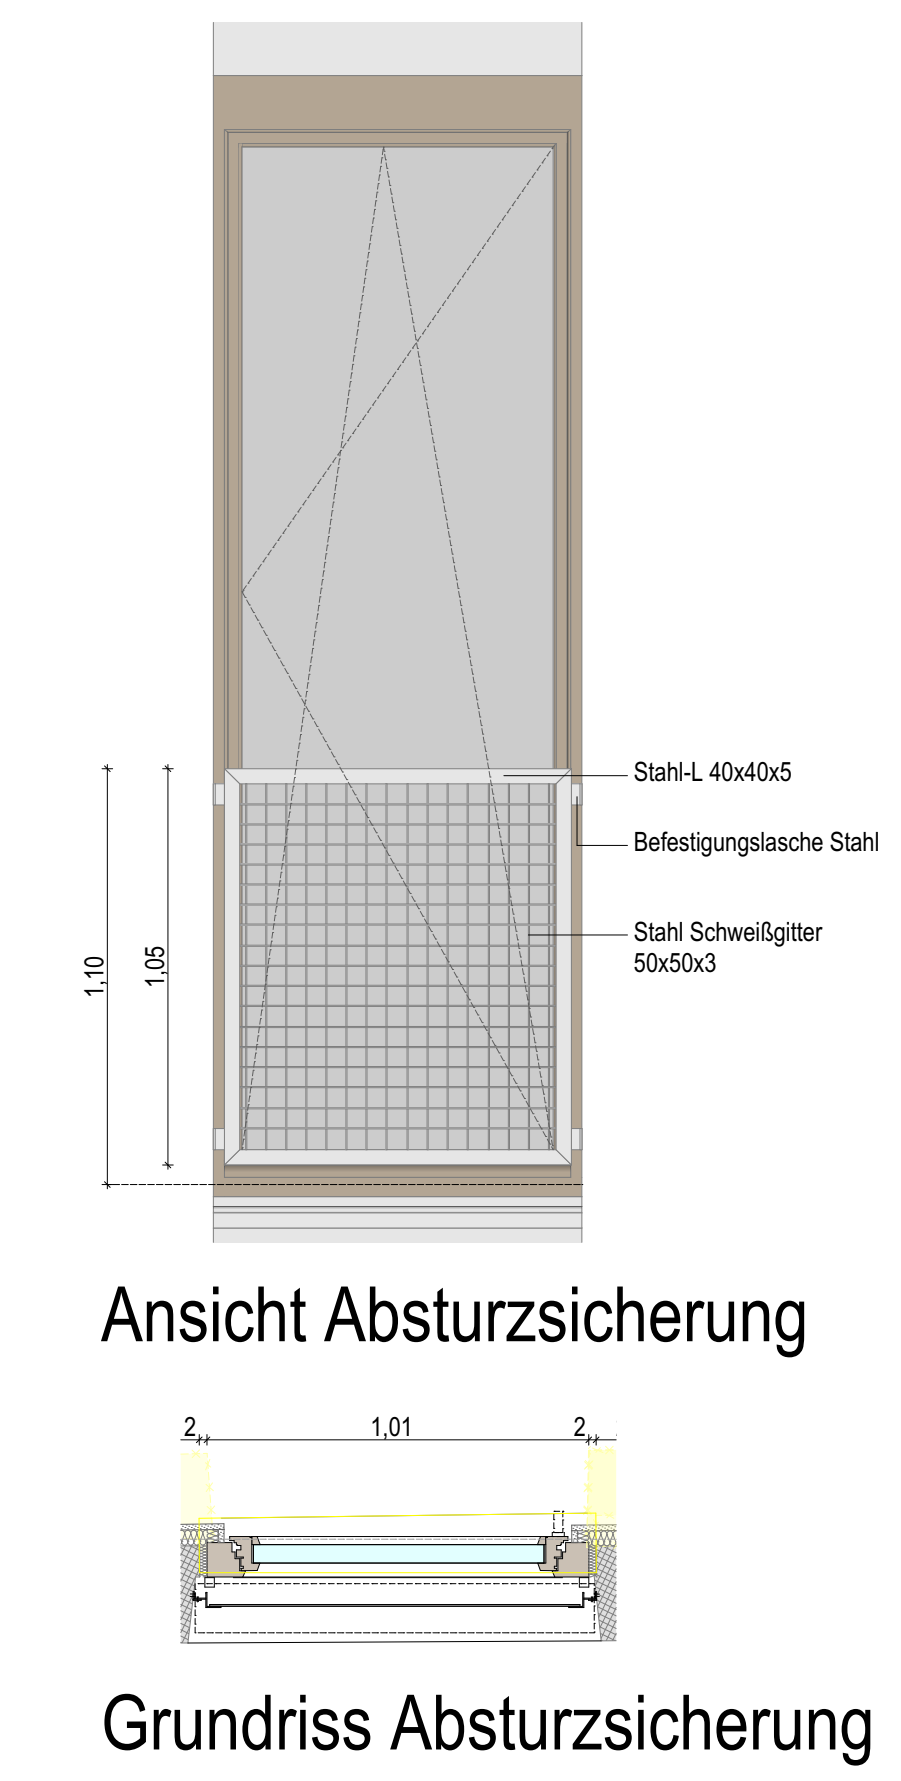 Stahl-L 40x40x5
Befestigungslasche Stahl
Stahl Schweißgitter
50x50x3
1,10
1,05
Ansicht Absturzsicherung
2
1,01
2
Grundriss Absturzsicherung